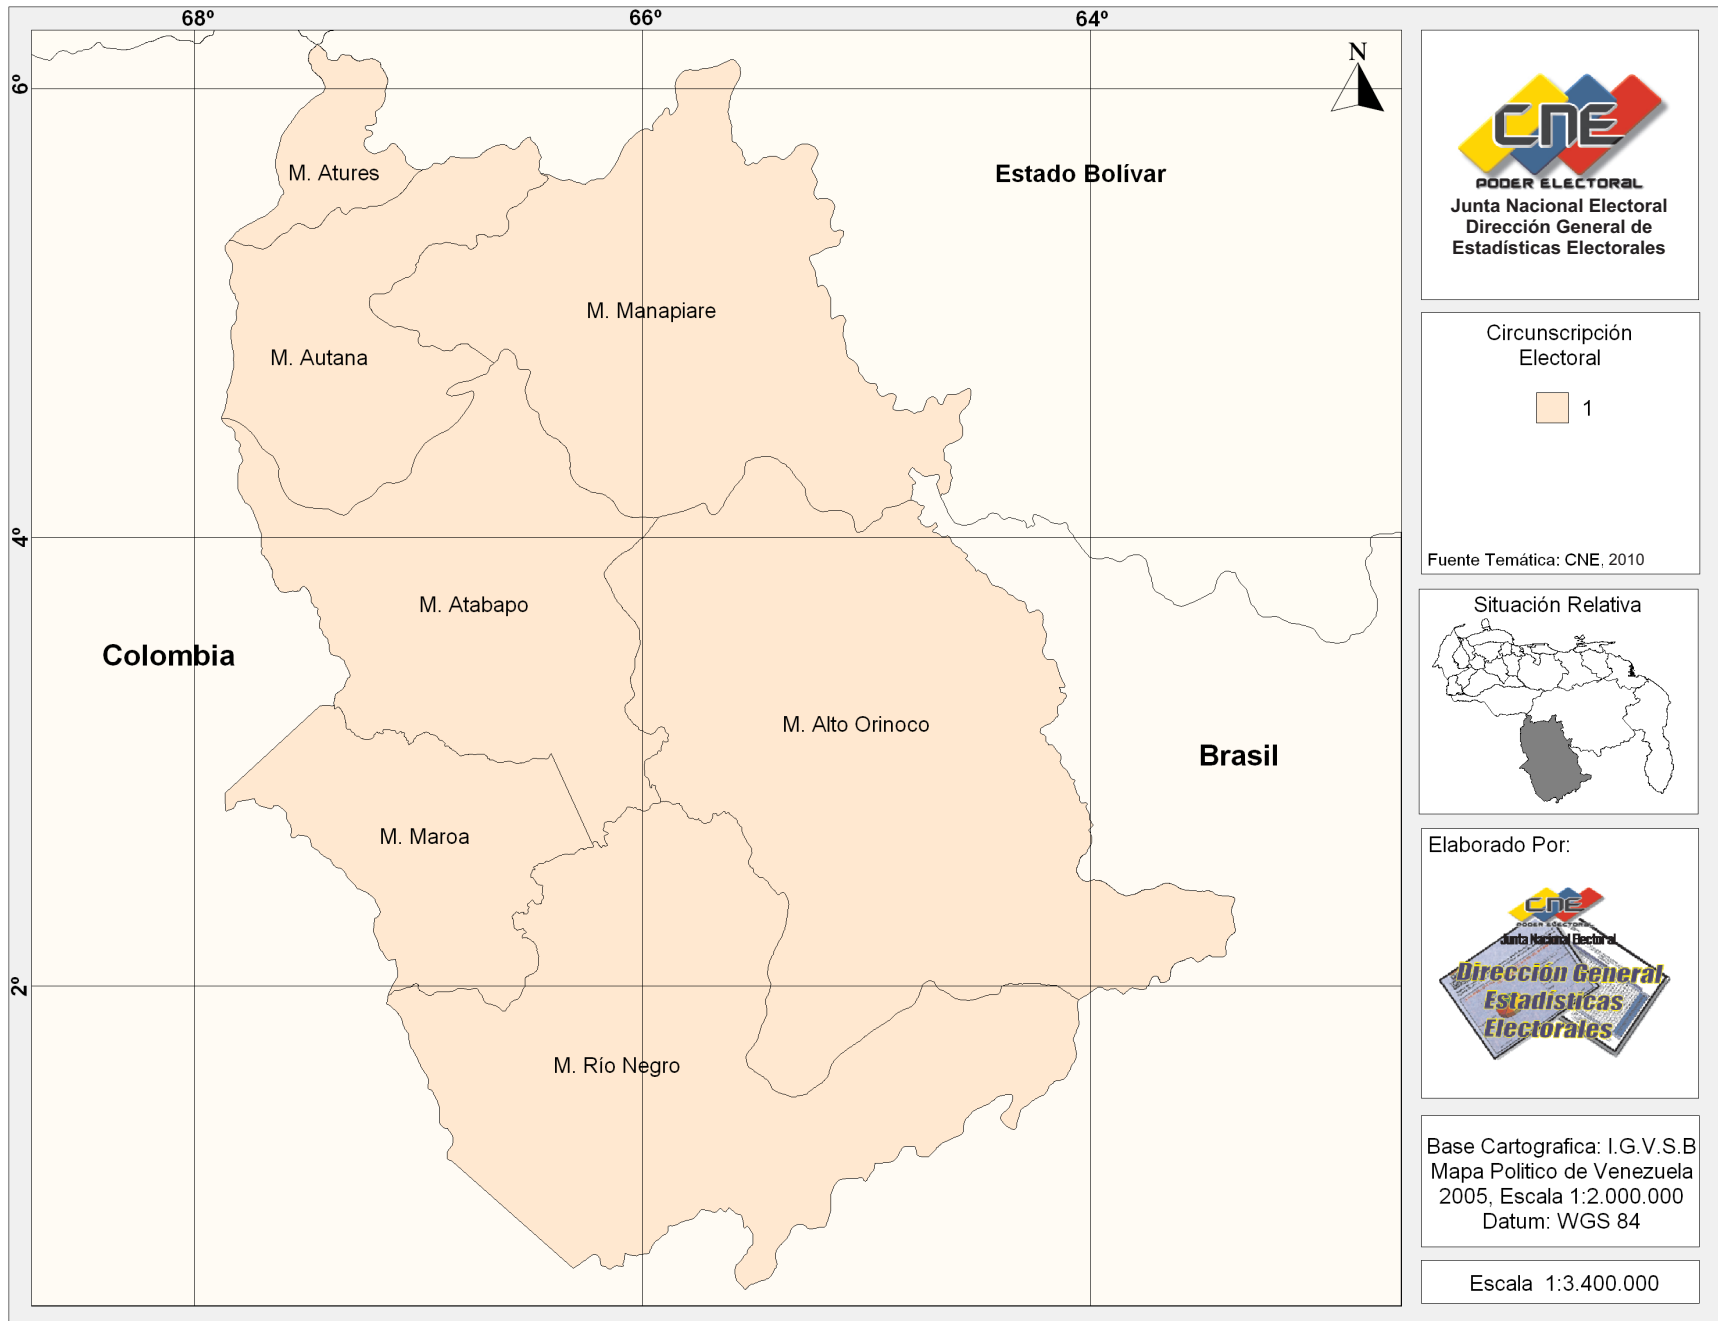 68º 66º 64º
6º
4º
2º
N
M. Atures
Estado Bolívar
M. Manapiare
M. Autana
M. Atabapo
Colombia
M. Alto Orinoco
Brasil
M. Maroa
M. Río Negro
CNE
PODER ELECTORAL
Junta Nacional Electoral
Dirección General de
Estadísticas Electorales
Circunscripción
Electoral
1
Fuente Temática: CNE, 2010
Situación Relativa
Elaborado Por:
CNE
PODER ELECTORAL
Junta Nacional Electoral
Dirección General
Estadísticas
Electorales
Base Cartografica: I.G.V.S.B
Mapa Politico de Venezuela
2005, Escala 1:2.000.000
Datum: WGS 84
Escala 1:3.400.000